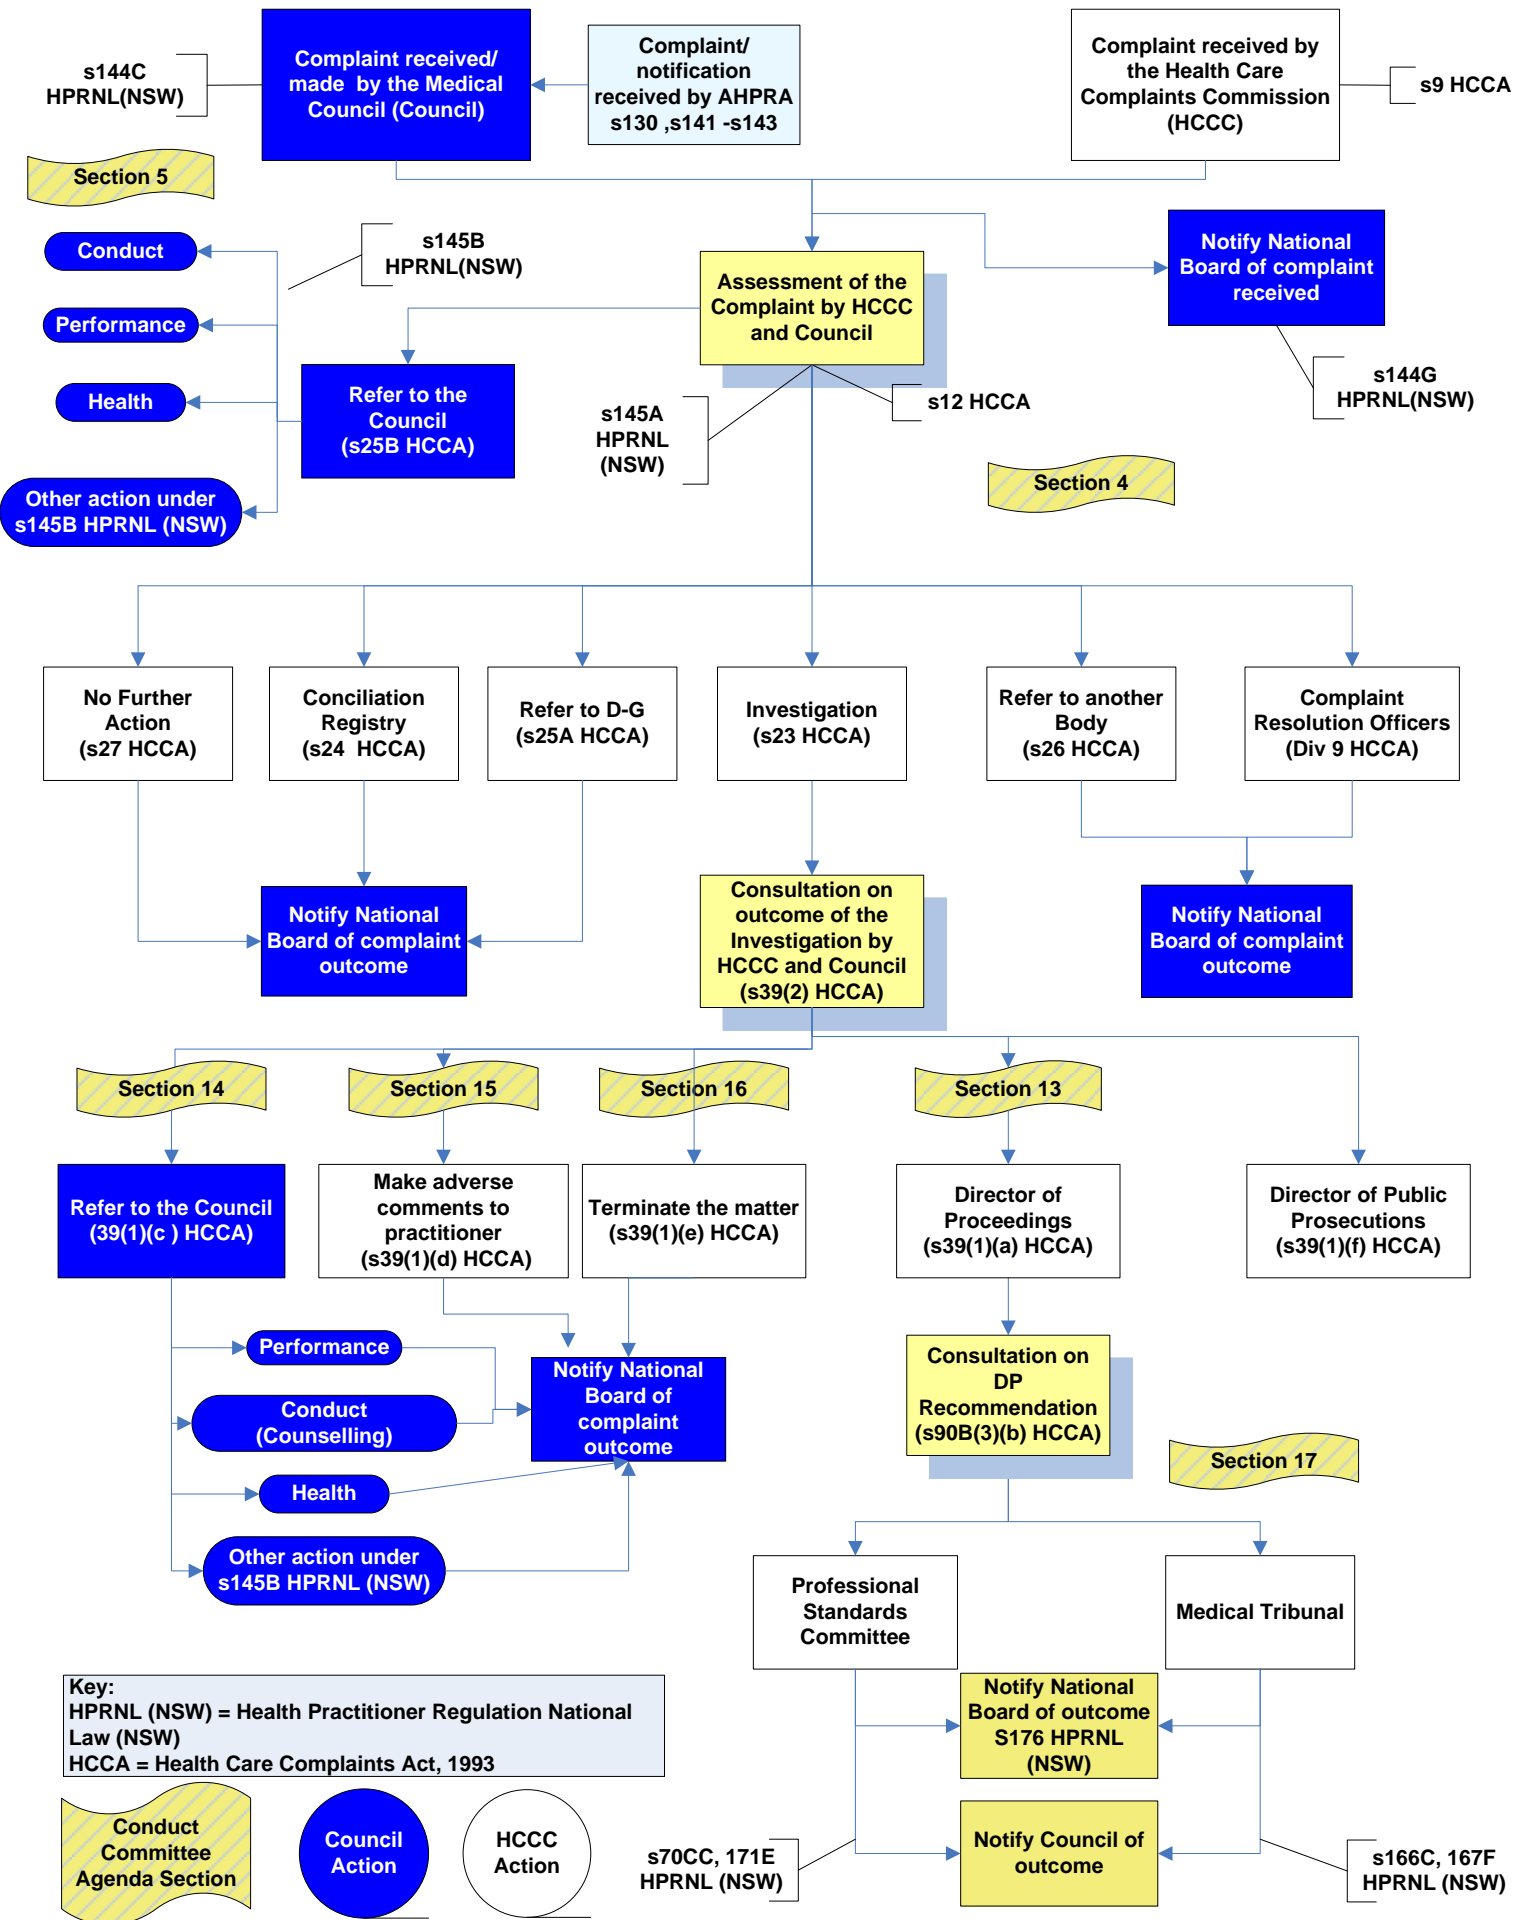 s144C
HPRNL(NSW)
Complaint received/
made by the Medical
Council (Council)
Complaint/
notification
received by AHPRA
s130 ,s141 -s143
Complaint received by
the Health Care
Complaints Commission
(HCCC)
s9 HCCA
Section 5
Conduct
Performance
Health
Other action under
s145B HPRNL (NSW)
s145B
HPRNL(NSW)
Refer to the
Council
(s25B HCCA)
Assessment of the
Complaint by HCCC
and Council
Notify National
Board of complaint
received
s145A
HPRNL
(NSW)
s12 HCCA
s144G
HPRNL(NSW)
Section 4
No Further
Action
(s27 HCCA)
Conciliation
Registry
(s24 HCCA)
Refer to D-G
(s25A HCCA)
Investigation
(s23 HCCA)
Refer to another
Body
(s26 HCCA)
Complaint
Resolution Officers
(Div 9 HCCA)
Notify National
Board of complaint
outcome
Consultation on
outcome of the
Investigation by
HCCC and Council
(s39(2) HCCA)
Notify National
Board of complaint
outcome
Section 14
Section 15
Section 16
Section 13
Refer to the Council
(39(1)(c ) HCCA)
Make adverse
comments to
practitioner
(s39(1)(d) HCCA)
Terminate the matter
(s39(1)(e) HCCA)
Director of
Proceedings
(s39(1)(a) HCCA)
Director of Public
Prosecutions
(s39(1)(f) HCCA)
Performance
Conduct
(Counselling)
Health
Other action under
s145B HPRNL (NSW)
Notify National
Board of
complaint
outcome
Consultation on
DP
Recommendation
(s90B(3)(b) HCCA)
Section 17
Professional
Standards
Committee
Medical Tribunal
Notify National
Board of outcome
S176 HPRNL
(NSW)
Notify Council of
outcome
s70CC, 171E
HPRNL (NSW)
s166C, 167F
HPRNL (NSW)
Key:
HPRNL (NSW) = Health Practitioner Regulation National
Law (NSW)
HCCA = Health Care Complaints Act, 1993
Conduct
Committee
Agenda Section
Council
Action
HCCC
Action